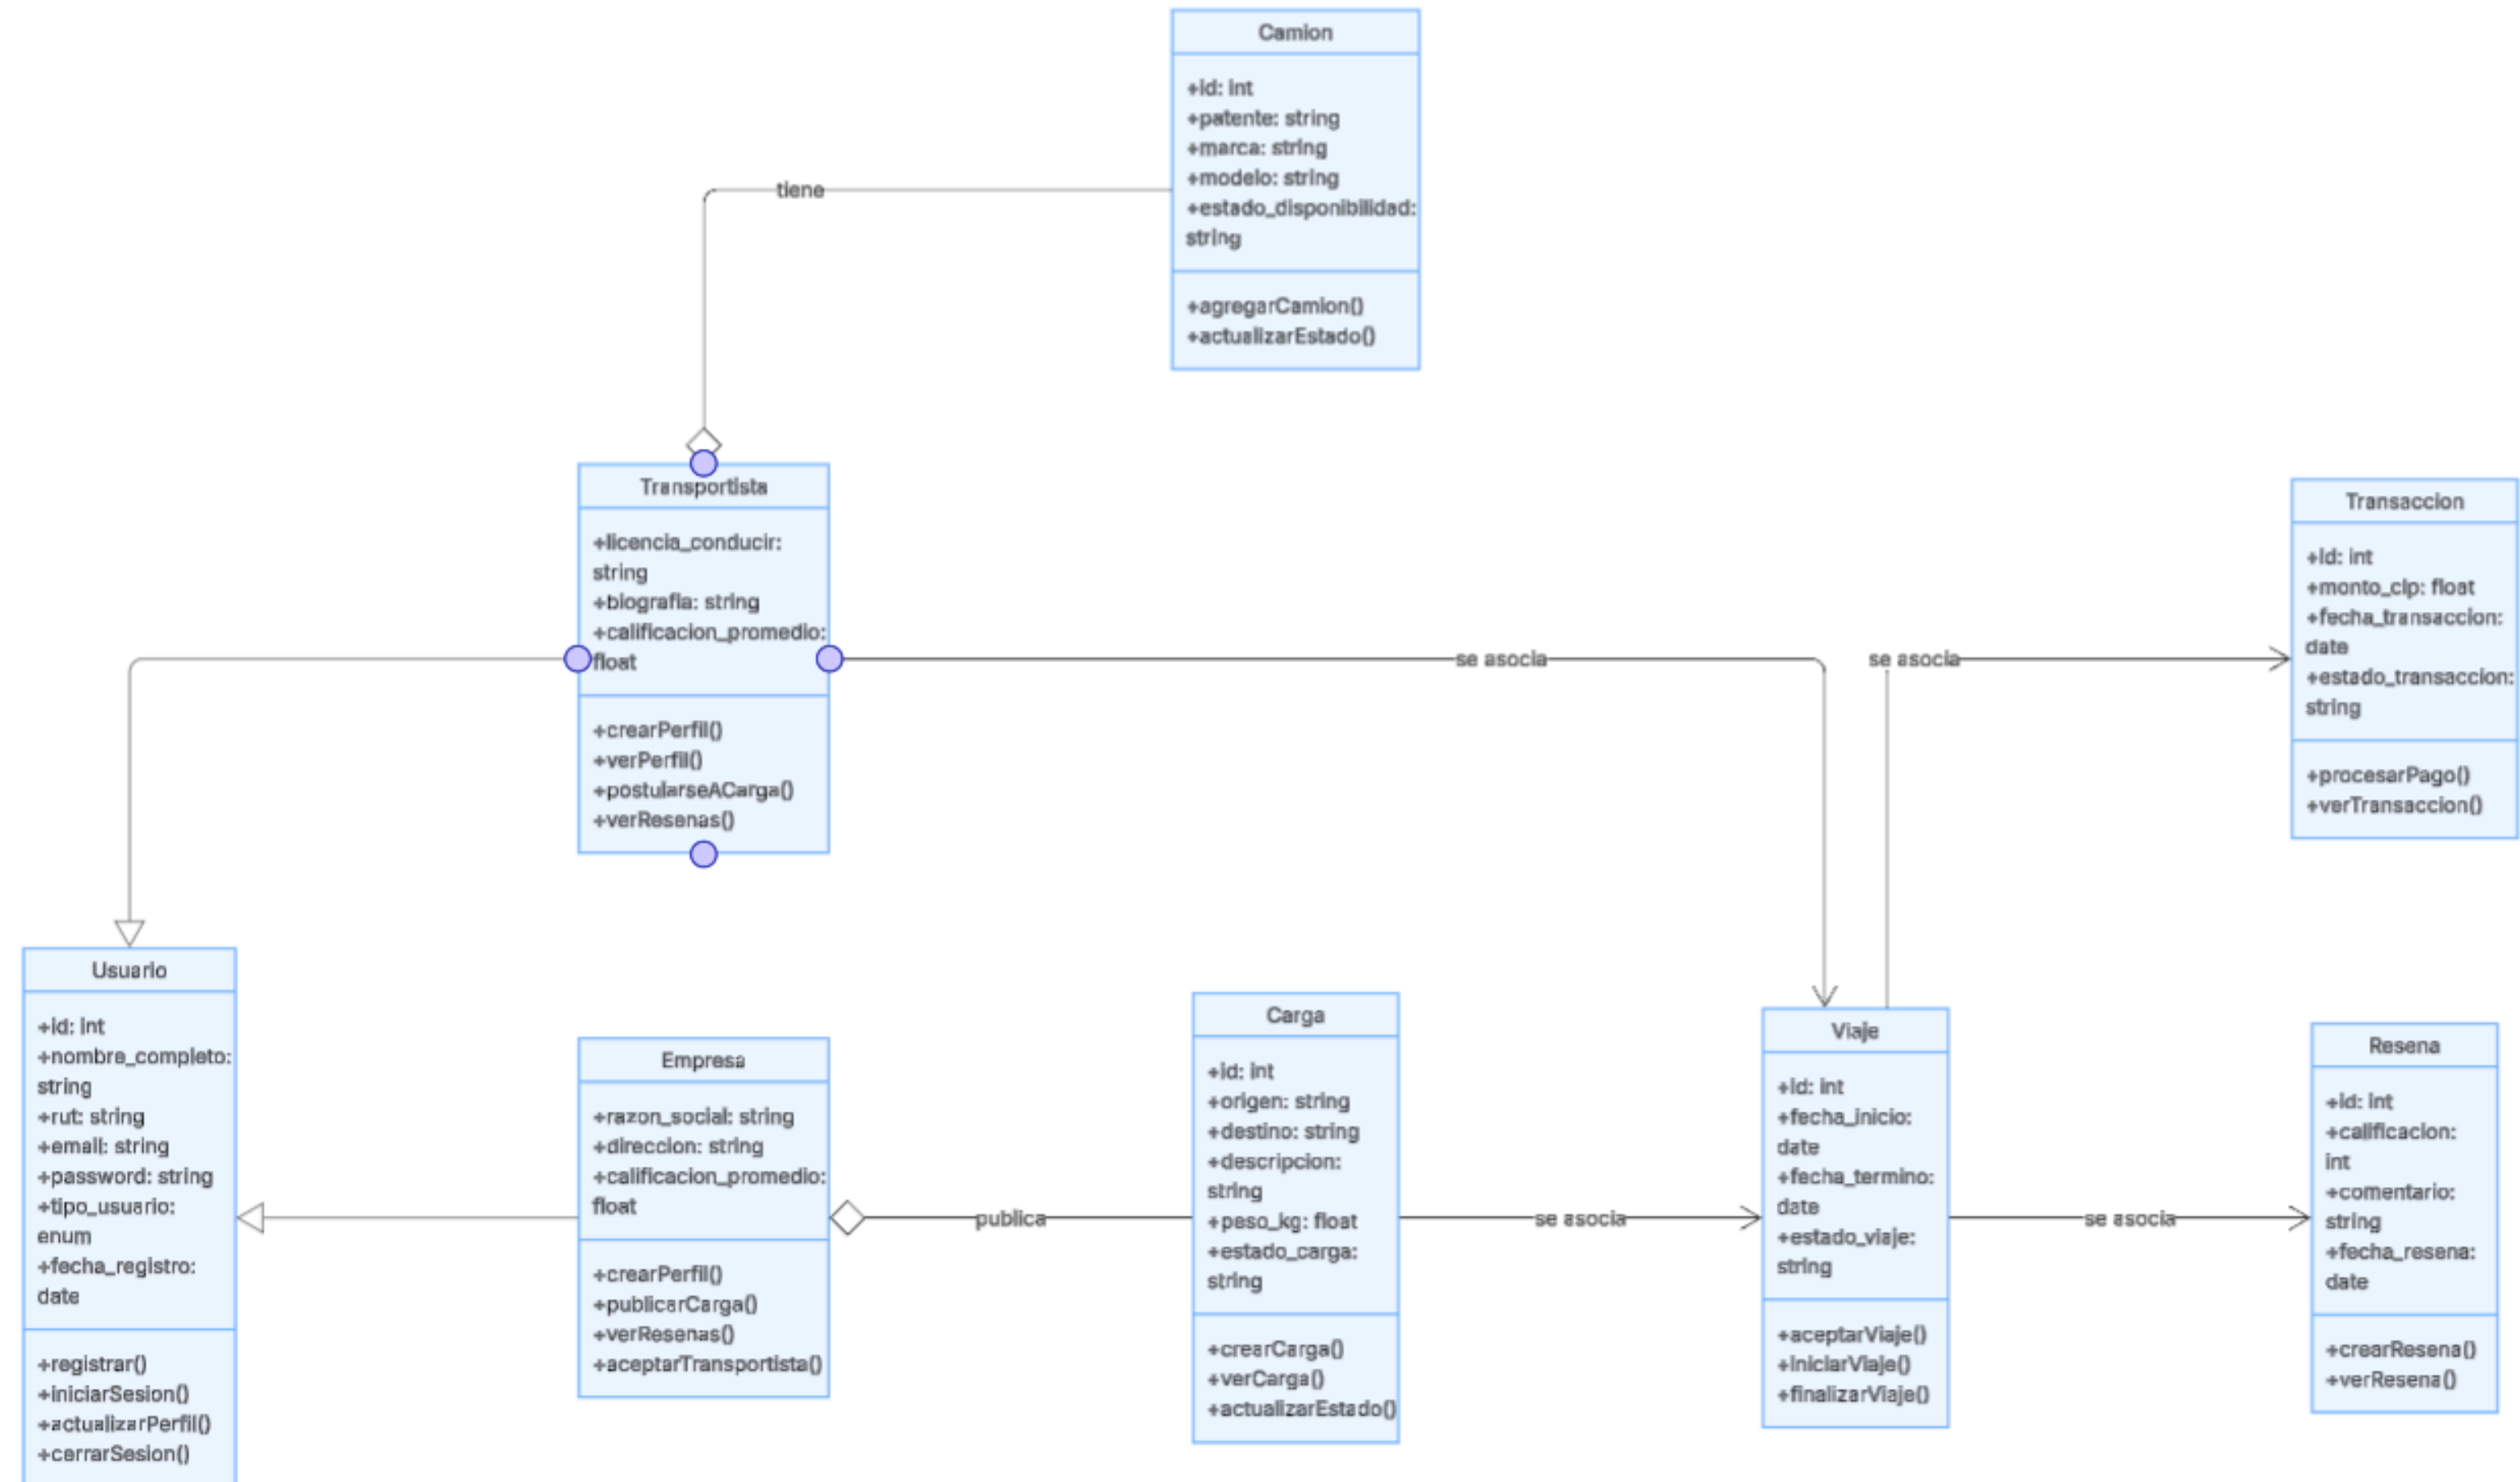 Camion
+id: int
+patente: string
+marca: string
+modelo: string
+estado_disponibilidad:
string
+agregarCamion()
+actualizarEstado()
tiene
Transportista
+licencia_conducir:
string
+biografia: string
+calificacion_promedio:
float
+crearPerfil()
+verPerfil()
+postularseACarga()
+verResenas()
se asocia
se asocia
Transaccion
+id: int
+monto_clp: float
+fecha_transaccion:
date
+estado_transaccion:
string
+procesarPago()
+verTransaccion()
Usuario
+id: int
+nombre_completo:
string
+rut: string
+email: string
+password: string
+tipo_usuario:
enum
+fecha_registro:
date
+registrar()
+iniciarSesion()
+actualizarPerfil()
+cerrarSesion()
Empresa
+razon_social: string
+direccion: string
+calificacion_promedio:
float
+crearPerfil()
+publicarCarga()
+verResenas()
+aceptarTransportista()
publica
Carga
+id: int
+origen: string
+destino: string
+descripcion:
string
+peso_kg: float
+estado_carga:
string
+crearCarga()
+verCarga()
+actualizarEstado()
se asocia
Viaje
+id: int
+fecha_inicio:
date
+fecha_termino:
date
+estado_viaje:
string
+aceptarViaje()
+iniciarViaje()
+finalizarViaje()
se asocia
Resena
+id: int
+calificacion:
int
+comentario:
string
+fecha_resena:
date
+crearResena()
+verResena()